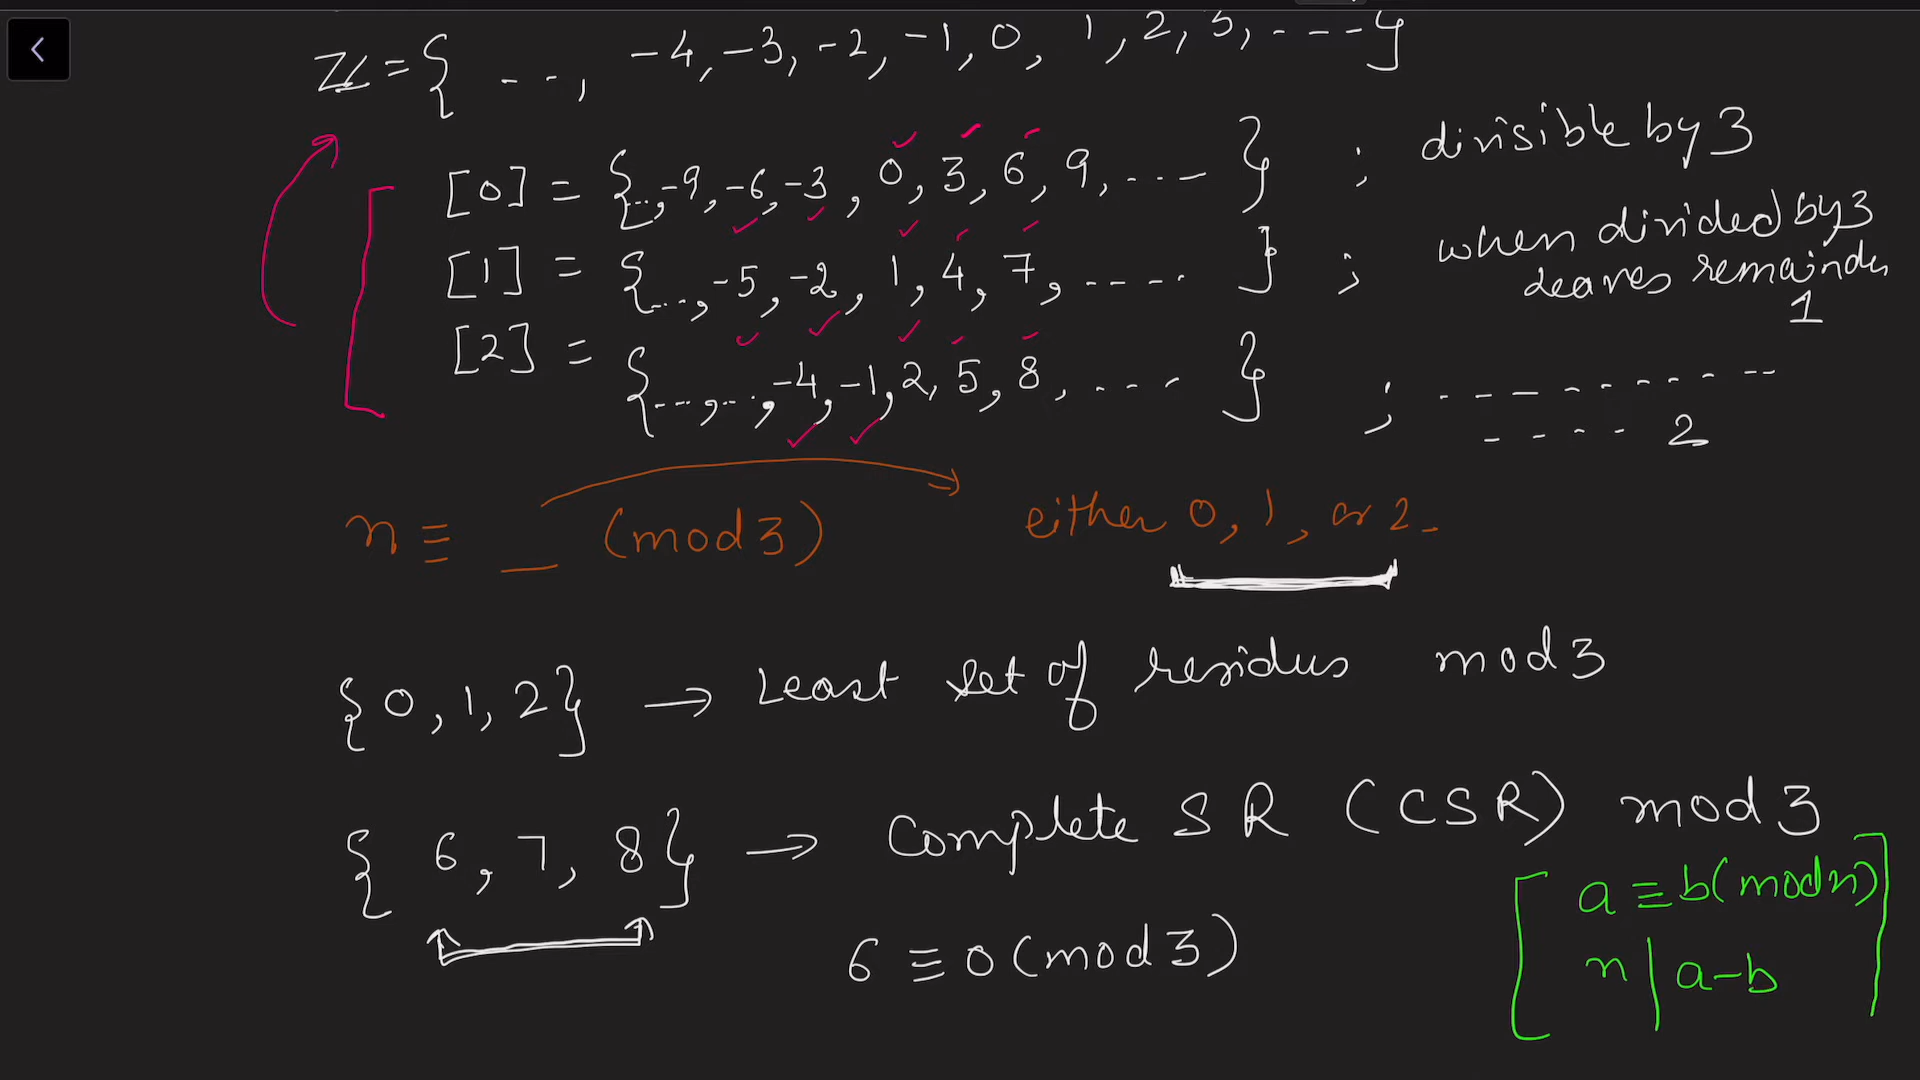 ℤ = { ..., -4, -3, -2, -1, 0, 1, 2, 3, ---- }
[0] = { ..., -9, -6, -3, 0, 3, 6, 9, .... } ; divisible by 3
[1] = { ..., -5, -2, 1, 4, 7, ..... } ; when divided by 3
leaves remainder
1
[2] = { ..., ..., -4, -1, 2, 5, 8, .... } ; ----------
---- 2
n ≡ _ (mod 3) either 0, 1, or 2.
{0, 1, 2} → Least set of residus mod 3
{ 6, 7, 8 } → Complete SR (CSR) mod 3
a ≡ b (mod n)
6 ≡ 0 (mod 3) n | a-b